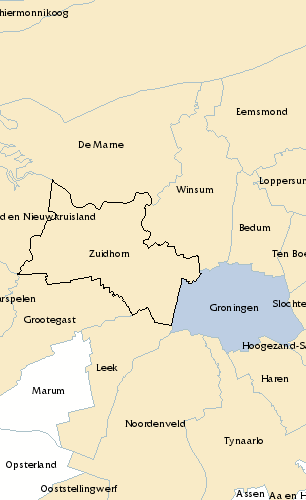 hiermonnikoog
Eemsmond
De Marne
Loppersum
Winsum
d en Nieuwkruisland
Bedum
Zuidhorn
Ten Boe
arspelen
Groningen
Slochte
Grootegast
Hoogezand-Sa
Leek
Haren
Marum
Noordenveld
Tynaarlo
Opsterland
Ooststellingwerf
Assen
Aa en H